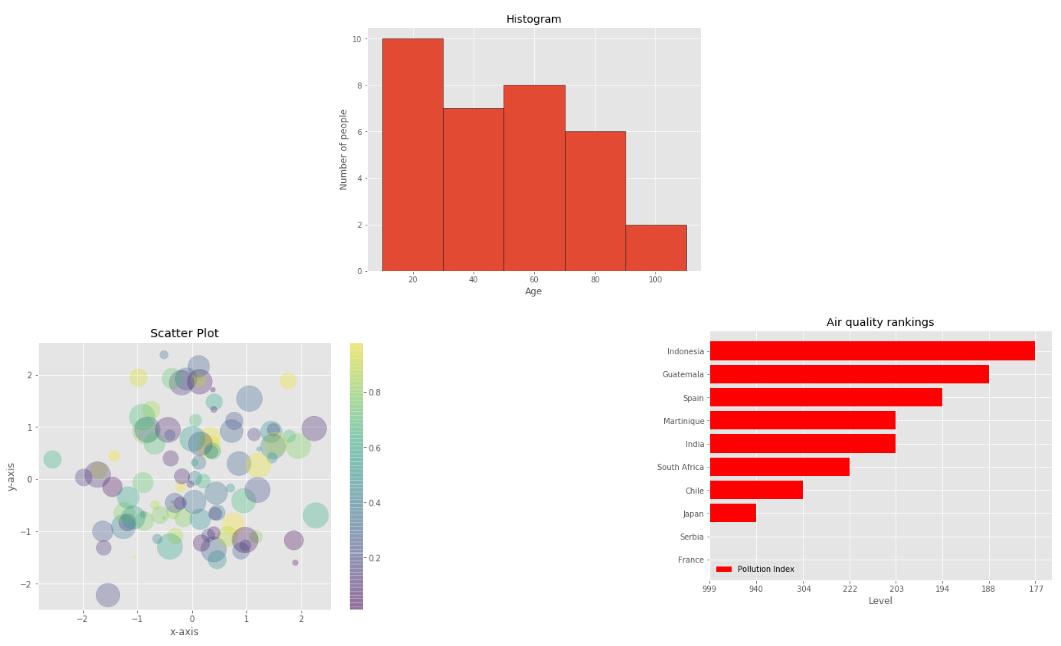 Histogram
10
8
6
4
2
0
Number of people
20 40 60 80 100
Age
Scatter Plot
2
1
0
−1
−2
y-axis
−2 −1 0 1 2
x-axis
0.8
0.6
0.4
0.2
Air quality rankings
Indonesia
Guatemala
Spain
Martinique
India
South Africa
Chile
Japan
Serbia
France
Pollution Index
999 940 304 222 203 194 188 177
Level